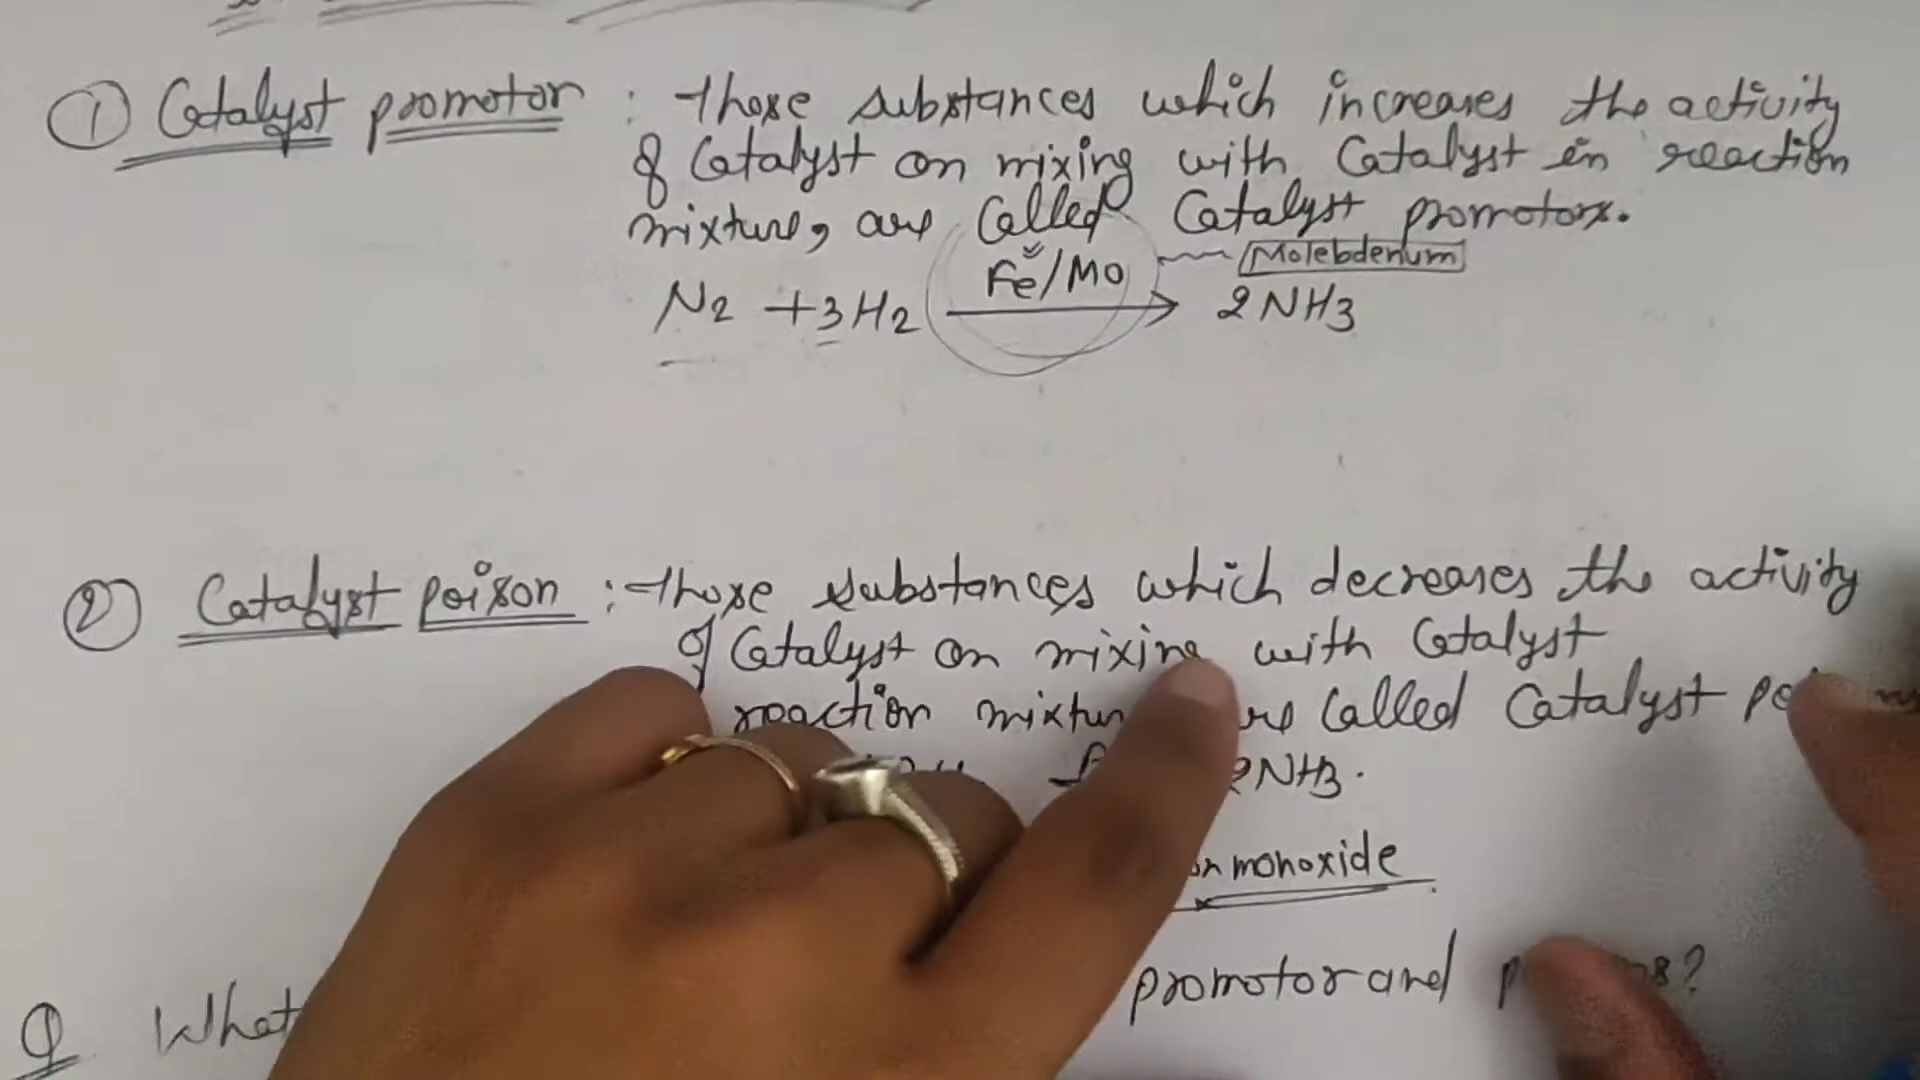 ① Catalyst promotor : those substances which increases the activity
of Catalyst on mixing with Catalyst in reaction
mixture, are Called Catalyst promotors.
Fe/Mo Molebdenum
N2 + 3H2 → 2NH3
② Catalyst poison : those substances which decreases the activity
of Catalyst on mixing with Catalyst
reaction Called Catalyst
2NH3.
monoxide
Q What promotor and